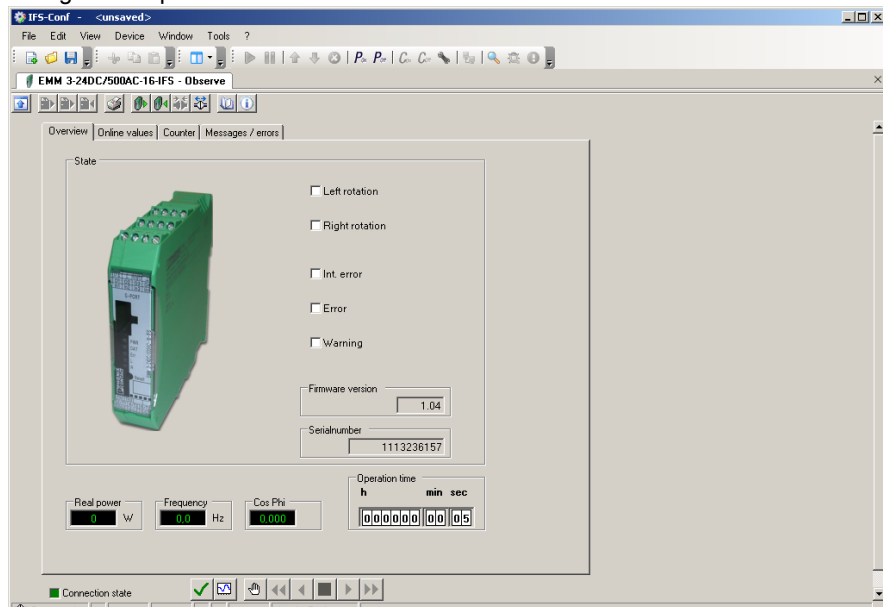 IFS-Conf - <unsaved>
File Edit View Device Window Tools ?
EMM 3-24DC/500AC-16-IFS - Observe
Overview Online values Counter Messages / errors
State
Left rotation
Right rotation
Int. error
Error
Warning
Firmware version
1.04
Serialnumber
1113236157
Operation time
h min sec
000000 00 05
Real power Frequency Cos Phi
0 W 0,0 Hz 0,000
Connection state